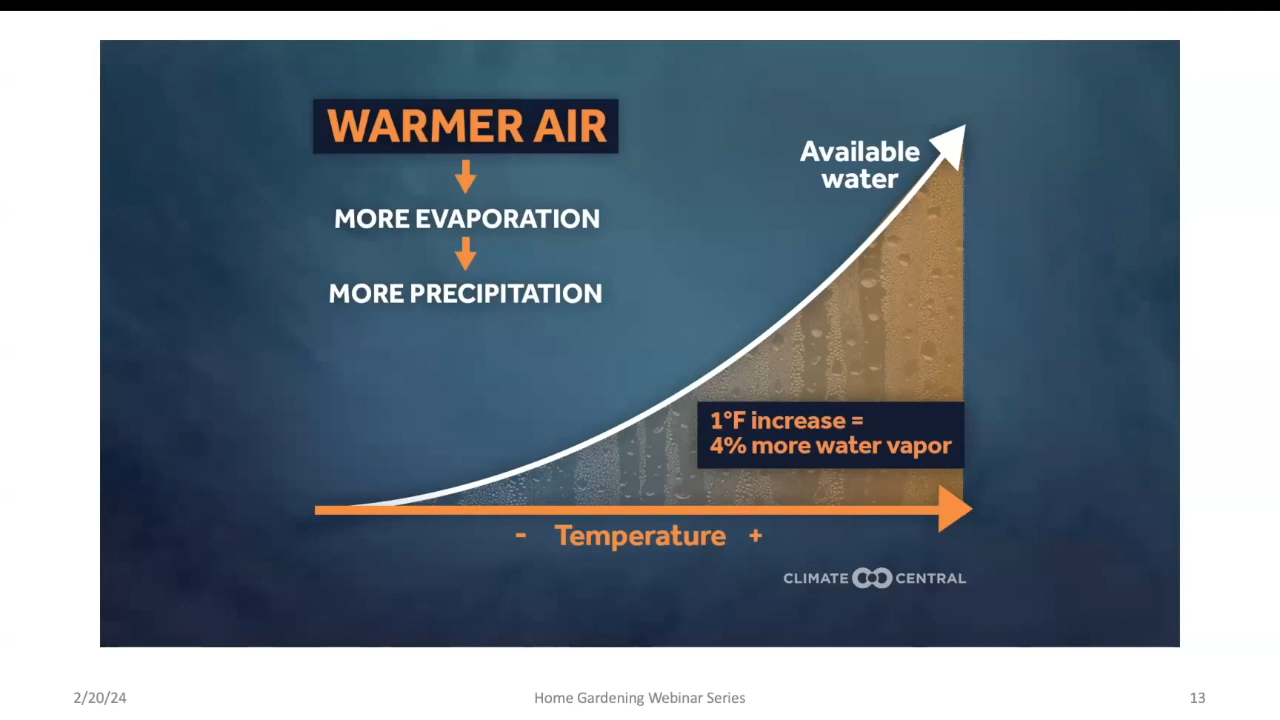 WARMER AIR
MORE EVAPORATION
MORE PRECIPITATION
Available
water
1°F increase =
4% more water vapor
- Temperature +
CLIMATE CENTRAL
2/20/24
Home Gardening Webinar Series
13